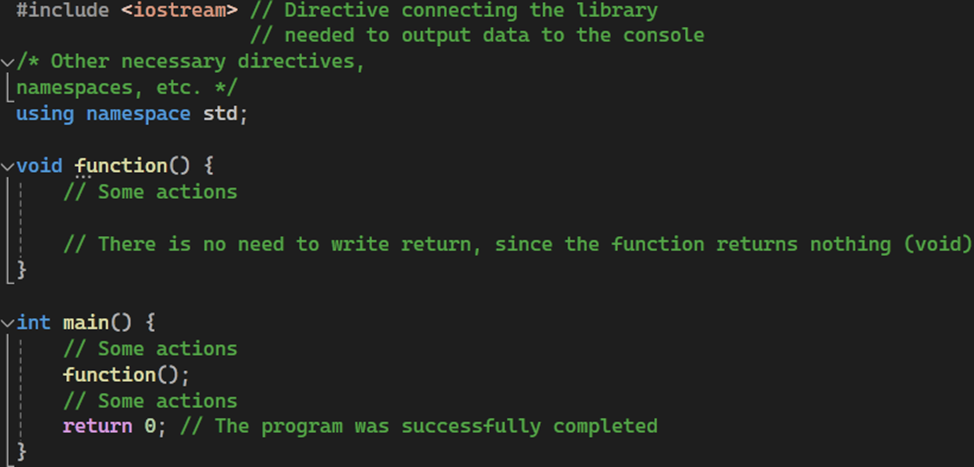 #include <iostream> // Directive connecting the library
// needed to output data to the console
/* Other necessary directives,
namespaces, etc. */
using namespace std;
void function() {
// Some actions
// There is no need to write return, since the function returns nothing (void)
}
int main() {
// Some actions
function();
// Some actions
return 0; // The program was successfully completed
}